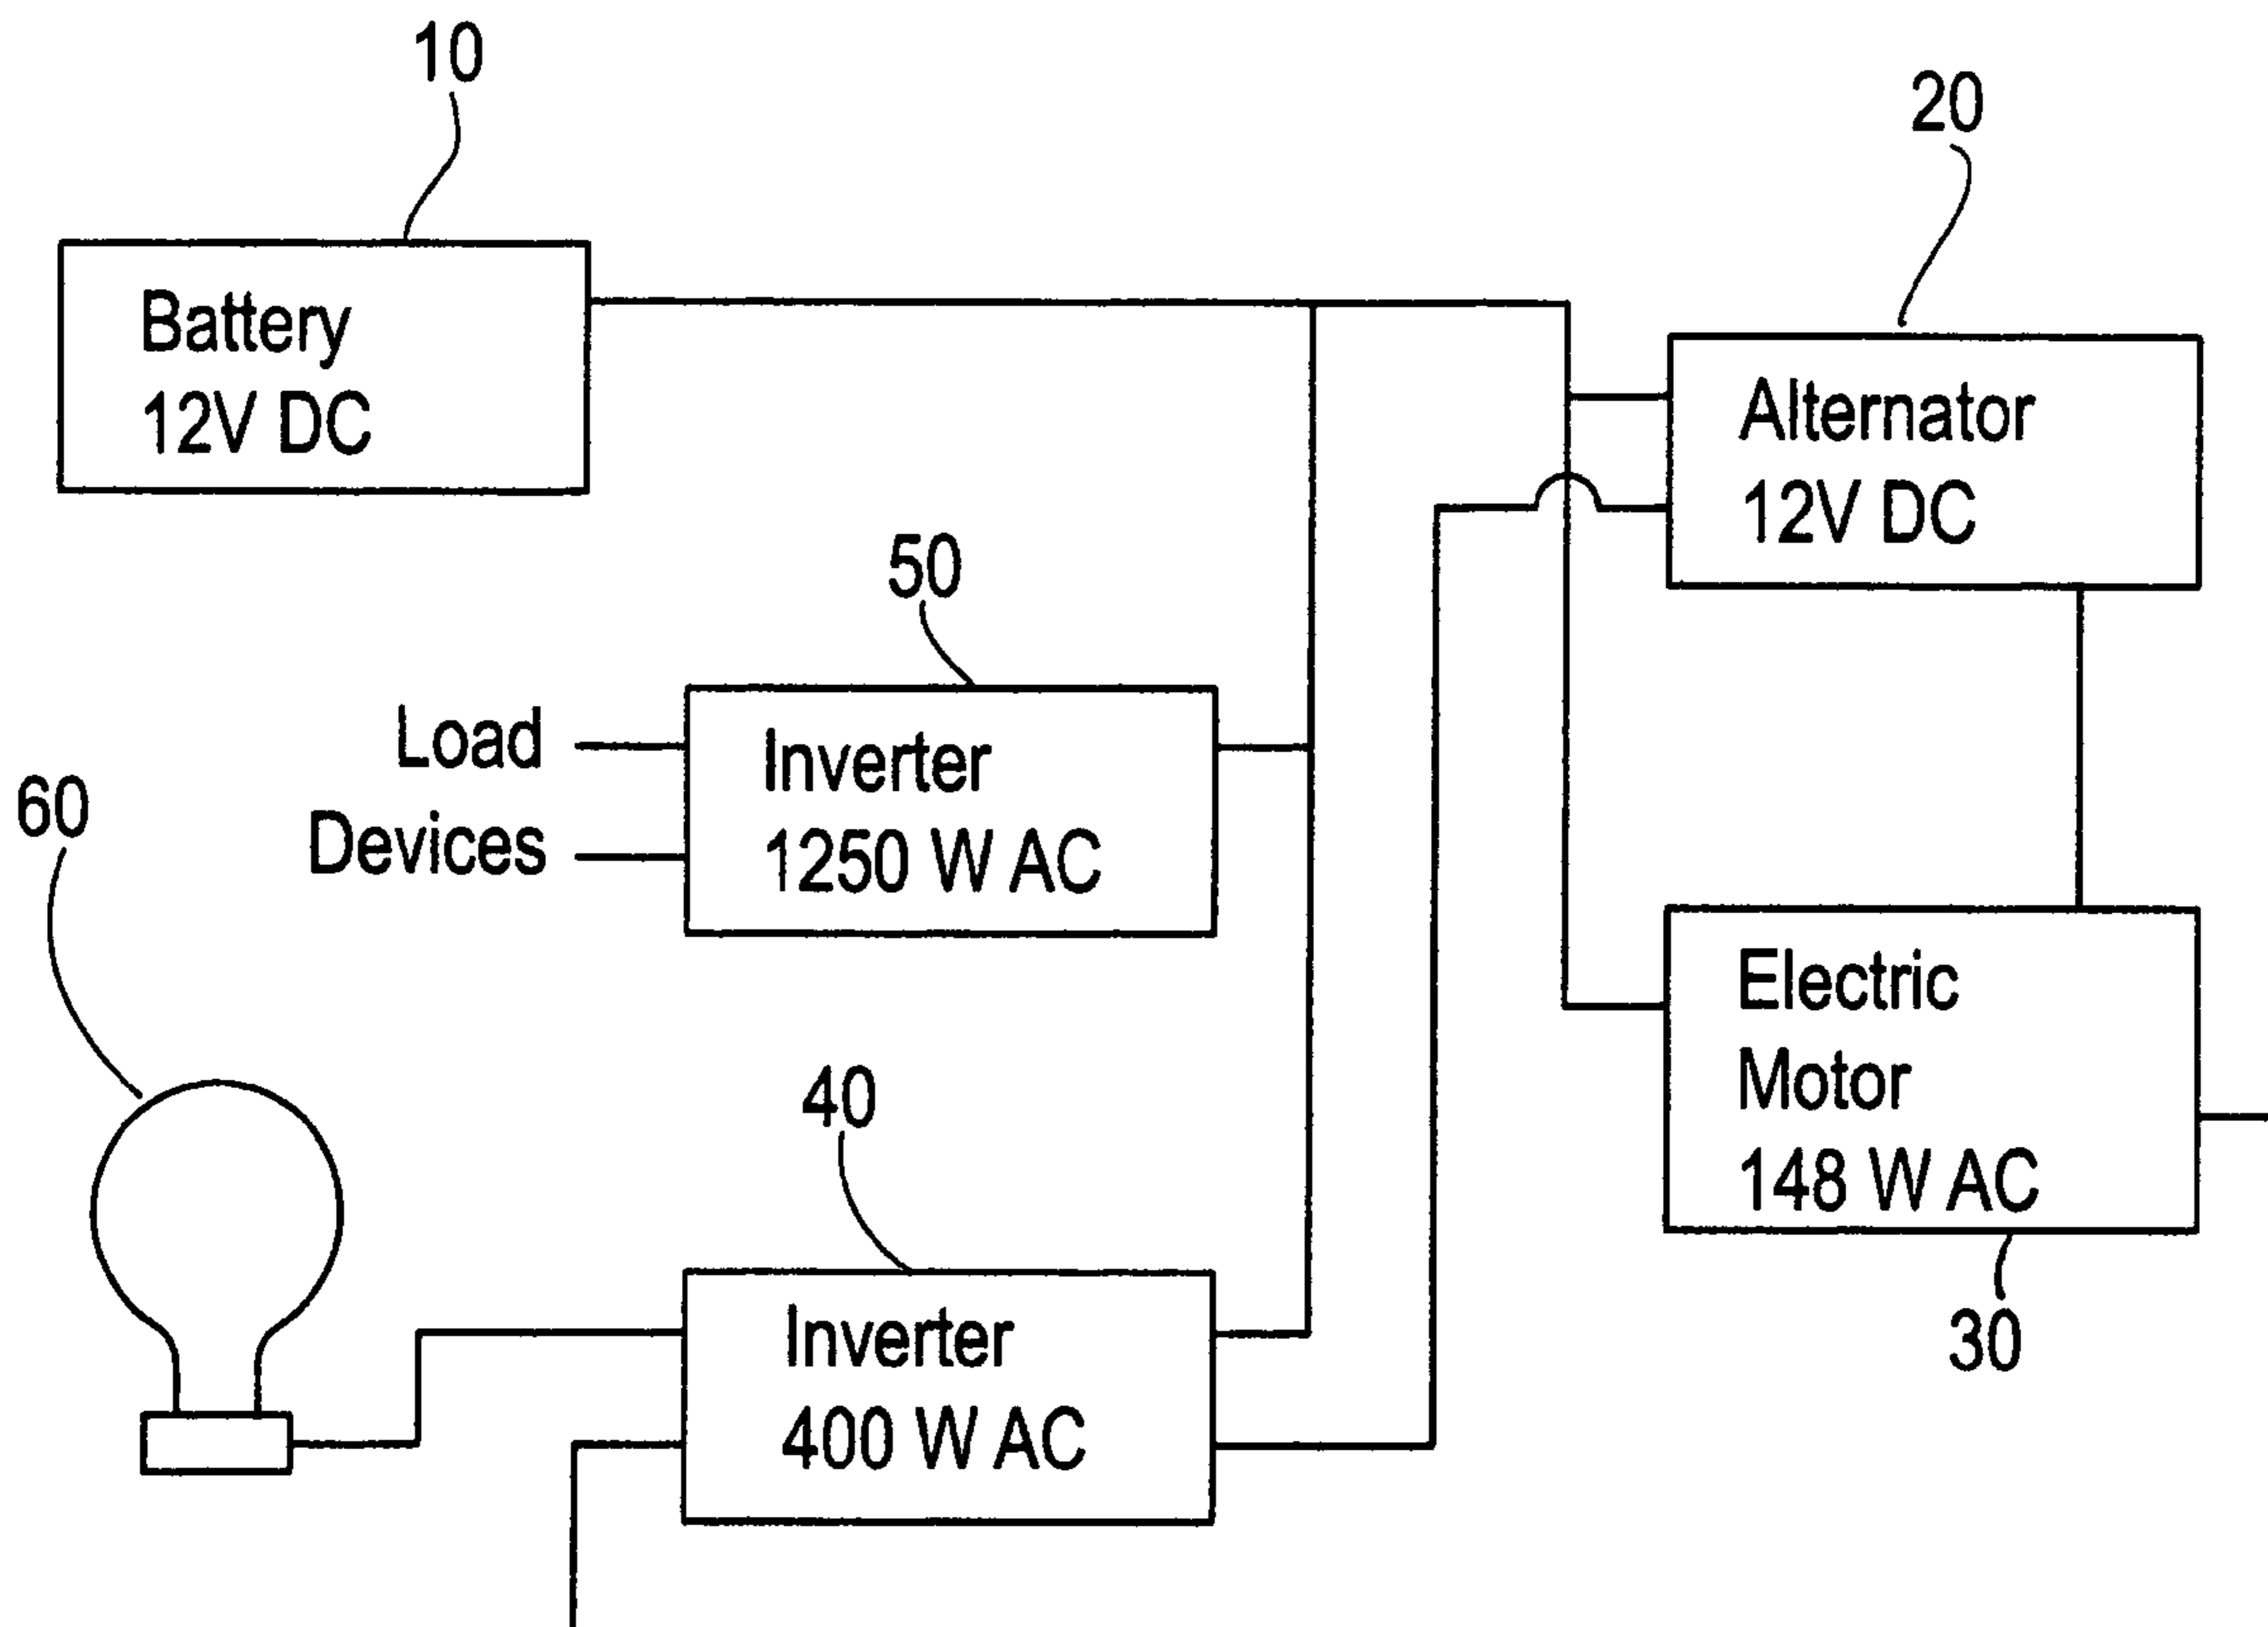 10
20
Battery
12V DC
Alternator
12V DC
50
Load
Devices
Inverter
1250 W AC
60
Electric
Motor
148 W AC
40
30
Inverter
400 W AC